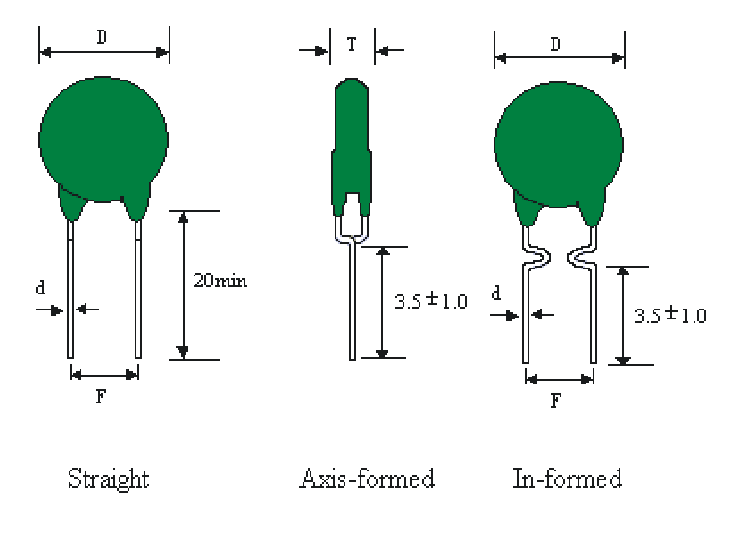 D
T
D
d
20min
3.5±1.0
d
3.5±1.0
F
F
Straight
Axis-formed
In-formed